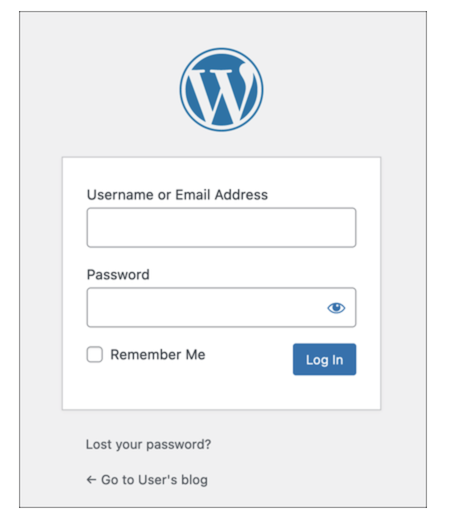 Username or Email Address
Password
Remember Me
Log In
Lost your password?
← Go to User's blog